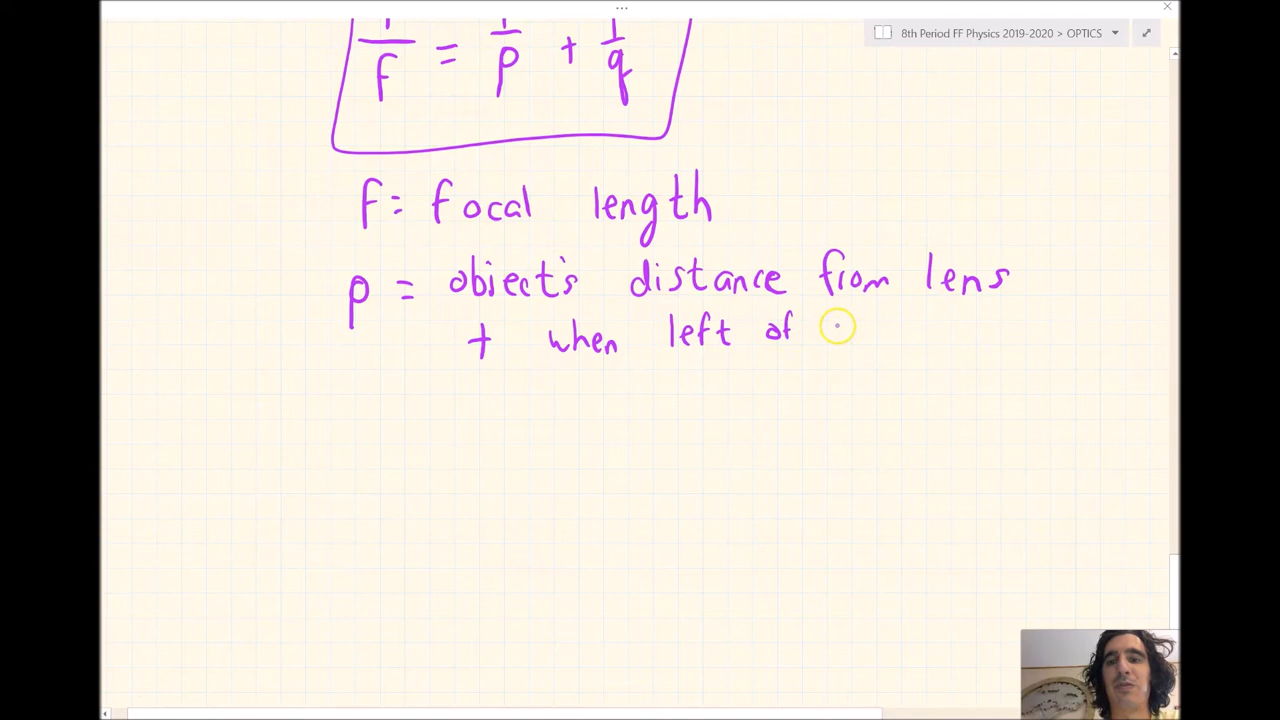 8th Period FF Physics 2019-2020 > OPTICS
1/f = 1/p + 1/q
f = focal length
p = object's distance from lens
+ when left of